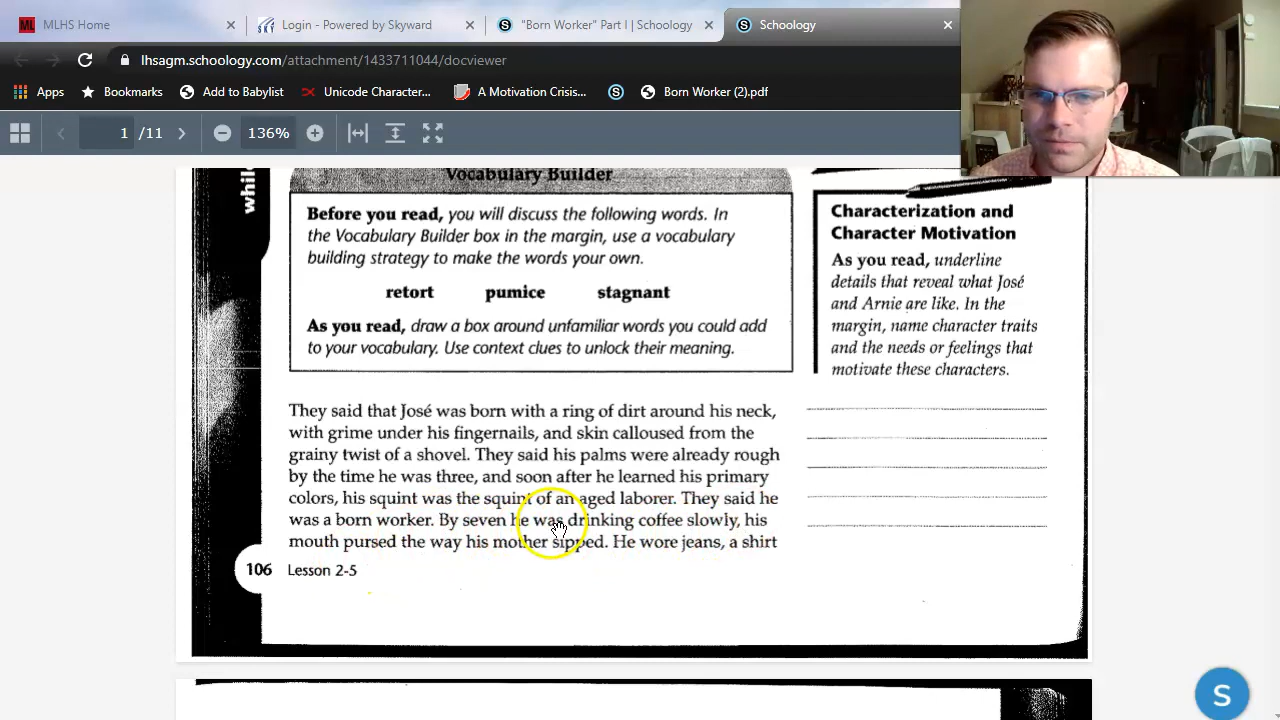 MLHS Home
Login - Powered by Skyward
"Born Worker" Part I | Schoology
Schoology
lhsagm.schoology.com/attachment/1433711044/docviewer
Apps
Bookmarks
Add to Babylist
Unicode Character...
A Motivation Crisis...
Born Worker (2).pdf
1 /11
136%
Vocabulary Builder
Before you read, you will discuss the following words. In
the Vocabulary Builder box in the margin, use a vocabulary
building strategy to make the words your own.
retort pumice stagnant
As you read, draw a box around unfamiliar words you could add
to your vocabulary. Use context clues to unlock their meaning.
Characterization and
Character Motivation
As you read, underline
details that reveal what José
and Arnie are like. In the
margin, name character traits
and the needs or feelings that
motivate these characters.
They said that José was born with a ring of dirt around his neck,
with grime under his fingernails, and skin calloused from the
grainy twist of a shovel. They said his palms were already rough
by the time he was three, and soon after he learned his primary
colors, his squint was the squint of an aged laborer. They said he
was a born worker. By seven he was drinking coffee slowly, his
pursed the way his mother sipped. He wore jeans, a shirt
106 Lesson 2-5
S